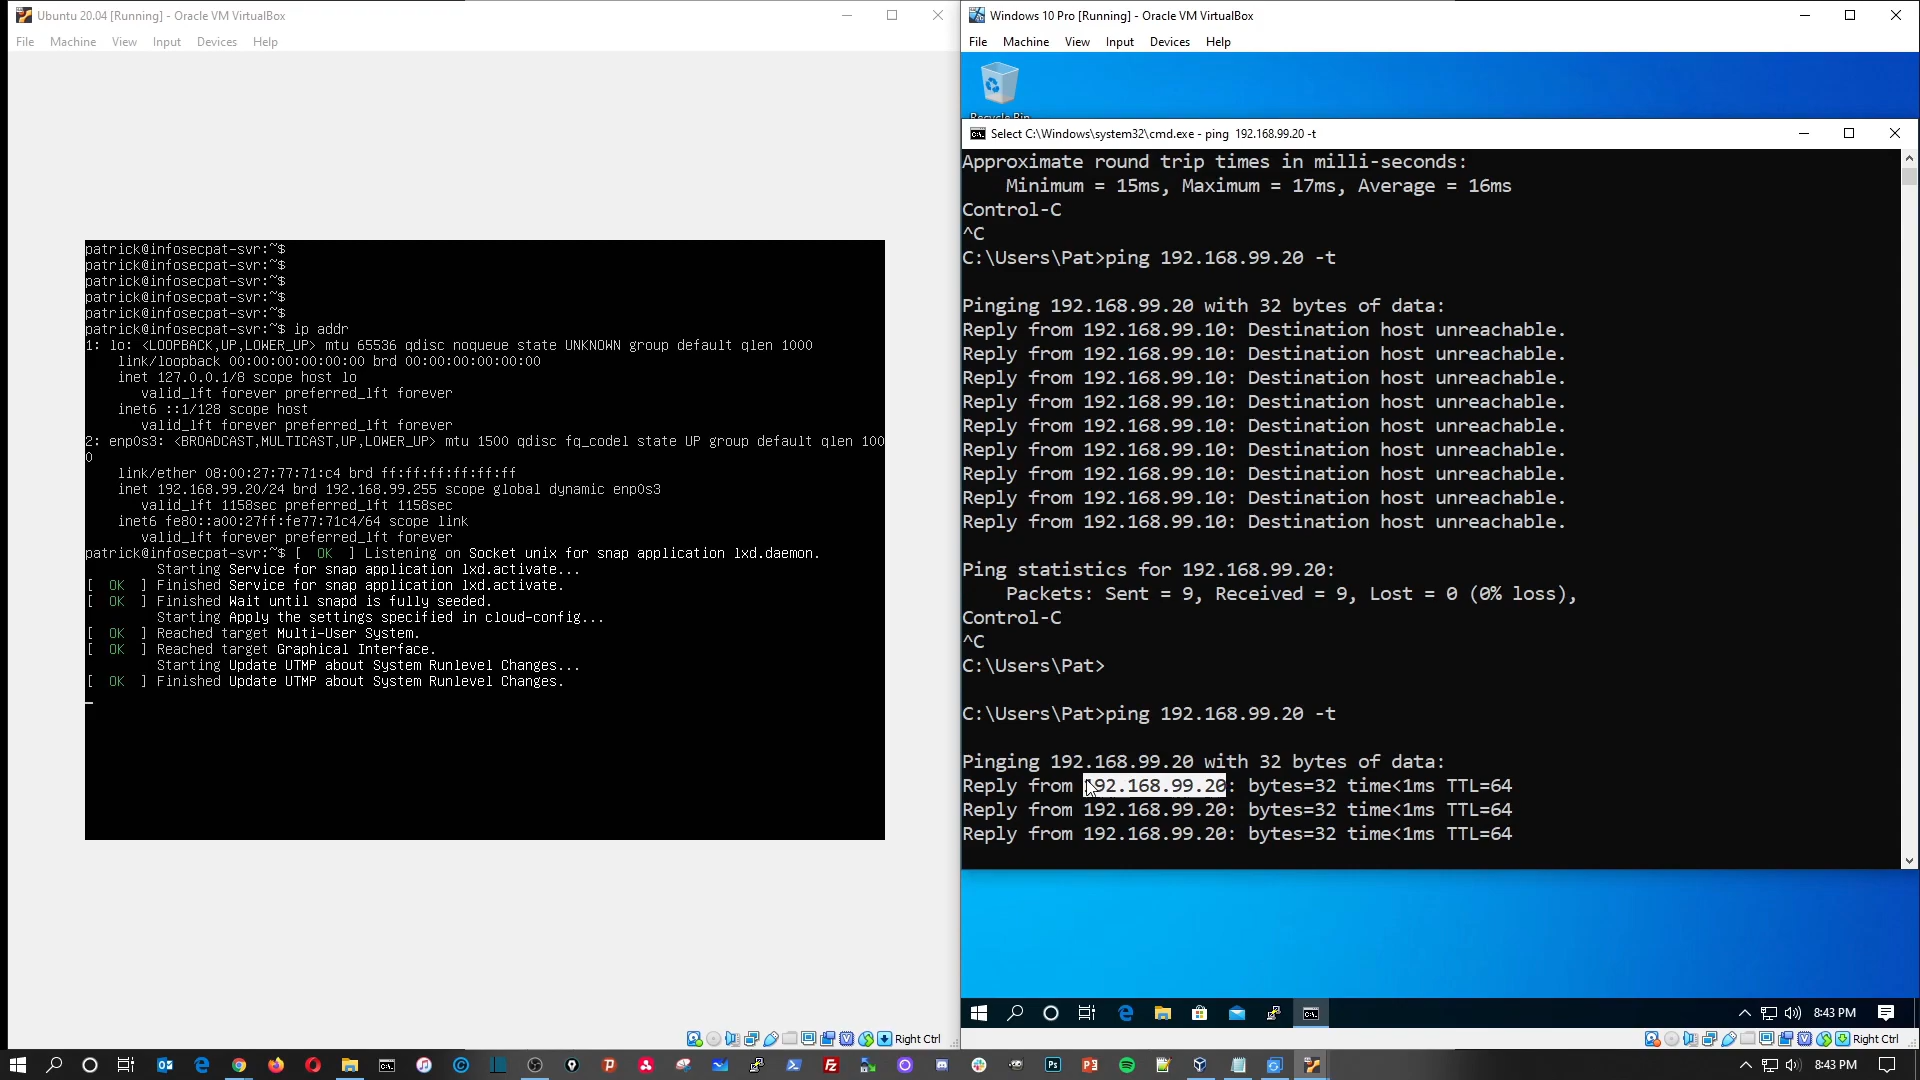 Ubuntu 20.04 [Running] - Oracle VM VirtualBox
File Machine View Input Devices Help
patrick@infosecpat-svr:~$
patrick@infosecpat-svr:~$
patrick@infosecpat-svr:~$
patrick@infosecpat-svr:~$
patrick@infosecpat-svr:~$
patrick@infosecpat-svr:~$ ip addr
1: lo: <LOOPBACK,UP,LOWER_UP> mtu 65536 qdisc noqueue state UNKNOWN group default qlen 1000
link/loopback 00:00:00:00:00:00 brd 00:00:00:00:00:00
inet 127.0.0.1/8 scope host lo
valid_lft forever preferred_lft forever
inet6 ::1/128 scope host
valid_lft forever preferred_lft forever
2: enp0s3: <BROADCAST,MULTICAST,UP,LOWER_UP> mtu 1500 qdisc fq_codel state UP group default qlen 100
0
link/ether 08:00:27:77:71:c4 brd ff:ff:ff:ff:ff:ff
inet 192.168.99.20/24 brd 192.168.99.255 scope global dynamic enp0s3
valid_lft 1158sec preferred_lft 1158sec
inet6 fe80::a00:27ff:fe77:71c4/64 scope link
valid_lft forever preferred_lft forever
patrick@infosecpat-svr:~$ [  OK  ] Listening on Socket unix for snap application lxd.daemon.
Starting Service for snap application lxd.activate...
[  OK  ] Finished Service for snap application lxd.activate.
[  OK  ] Finished Wait until snapd is fully seeded.
Starting Apply the settings specified in cloud-config...
[  OK  ] Reached target Multi-User System.
[  OK  ] Reached target Graphical Interface.
Starting Update UTMP about System Runlevel Changes...
[  OK  ] Finished Update UTMP about System Runlevel Changes.
Right Ctrl
Windows 10 Pro [Running] - Oracle VM VirtualBox
File Machine View Input Devices Help
Recycle Bin
Select C:\Windows\system32\cmd.exe - ping  192.168.99.20 -t
Approximate round trip times in milli-seconds:
Minimum = 15ms, Maximum = 17ms, Average = 16ms
Control-C
^C
C:\Users\Pat>ping 192.168.99.20 -t
Pinging 192.168.99.20 with 32 bytes of data:
Reply from 192.168.99.10: Destination host unreachable.
Reply from 192.168.99.10: Destination host unreachable.
Reply from 192.168.99.10: Destination host unreachable.
Reply from 192.168.99.10: Destination host unreachable.
Reply from 192.168.99.10: Destination host unreachable.
Reply from 192.168.99.10: Destination host unreachable.
Reply from 192.168.99.10: Destination host unreachable.
Reply from 192.168.99.10: Destination host unreachable.
Reply from 192.168.99.10: Destination host unreachable.
Ping statistics for 192.168.99.20:
Packets: Sent = 9, Received = 9, Lost = 0 (0% loss),
Control-C
^C
C:\Users\Pat>
C:\Users\Pat>ping 192.168.99.20 -t
Pinging 192.168.99.20 with 32 bytes of data:
Reply from 192.168.99.20: bytes=32 time<1ms TTL=64
Reply from 192.168.99.20: bytes=32 time<1ms TTL=64
Reply from 192.168.99.20: bytes=32 time<1ms TTL=64
8:43 PM
Right Ctrl
8:43 PM